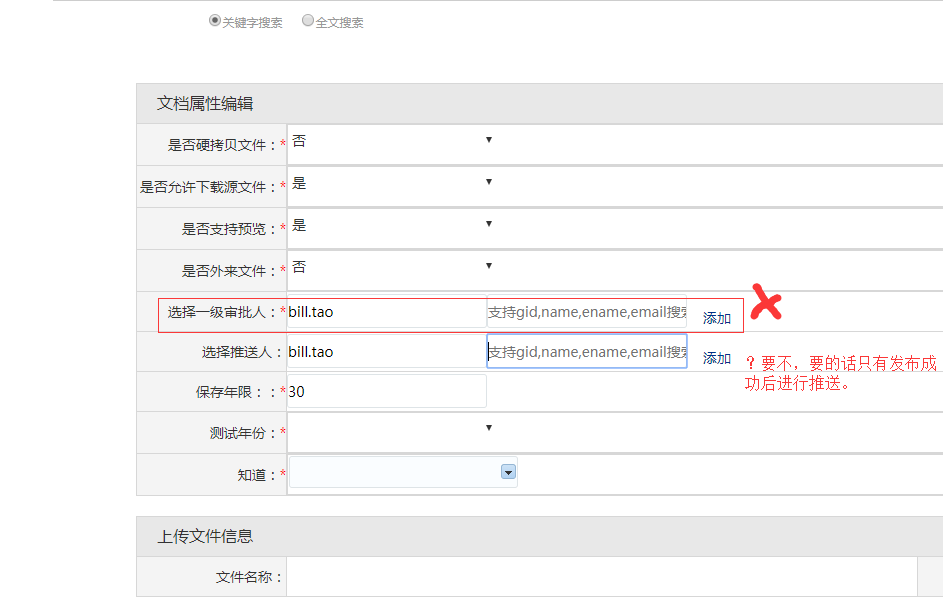 关键字搜索 全文搜索
文档属性编辑
是否硬拷贝文件：* 否
是否允许下载源文件：* 是
是否支持预览：* 是
是否外来文件：* 否
选择一级审批人：* bill.tao 支持gid,name,ename,email搜索 添加
选择推送人： bill.tao 支持gid,name,ename,email搜索 添加
？要不，要的话只有发布成
功后进行推送。
保存年限：：* 30
测试年份：*
知道：*
上传文件信息
文件名称：